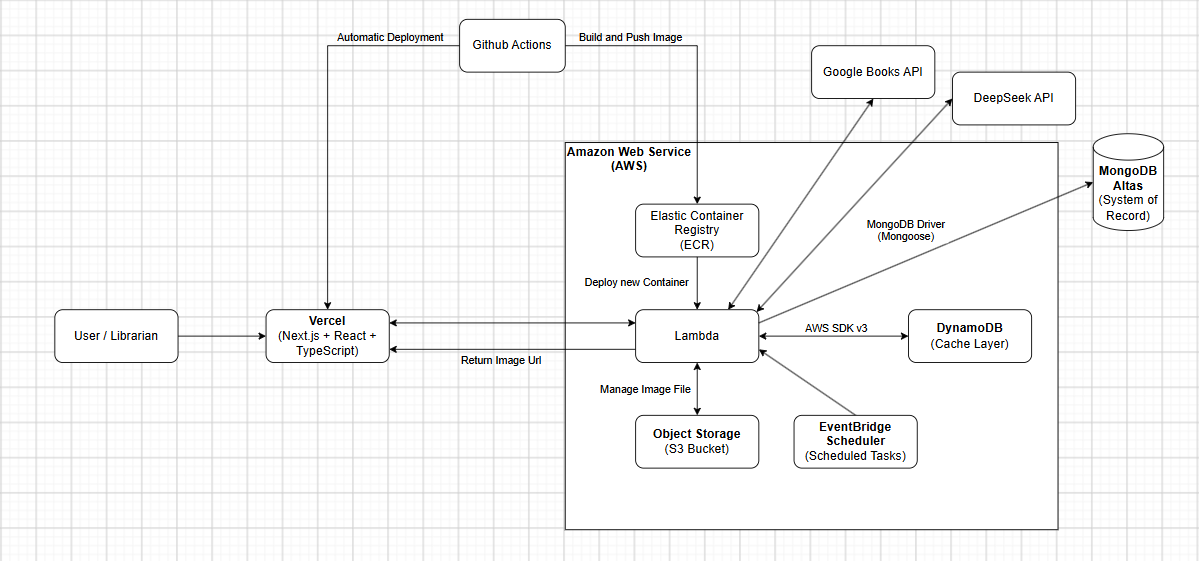 Automatic Deployment
Github Actions
Build and Push Image
Google Books API
DeepSeek API
Amazon Web Service
(AWS)
MongoDB
Altas
(System of
Record)
Elastic Container
Registry
(ECR)
MongoDB Driver
(Mongoose)
Deploy new Container
User / Librarian
Vercel
(Next.js + React +
TypeScript)
Lambda
AWS SDK v3
DynamoDB
(Cache Layer)
Return Image Url
Manage Image File
Object Storage
(S3 Bucket)
EventBridge
Scheduler
(Scheduled Tasks)